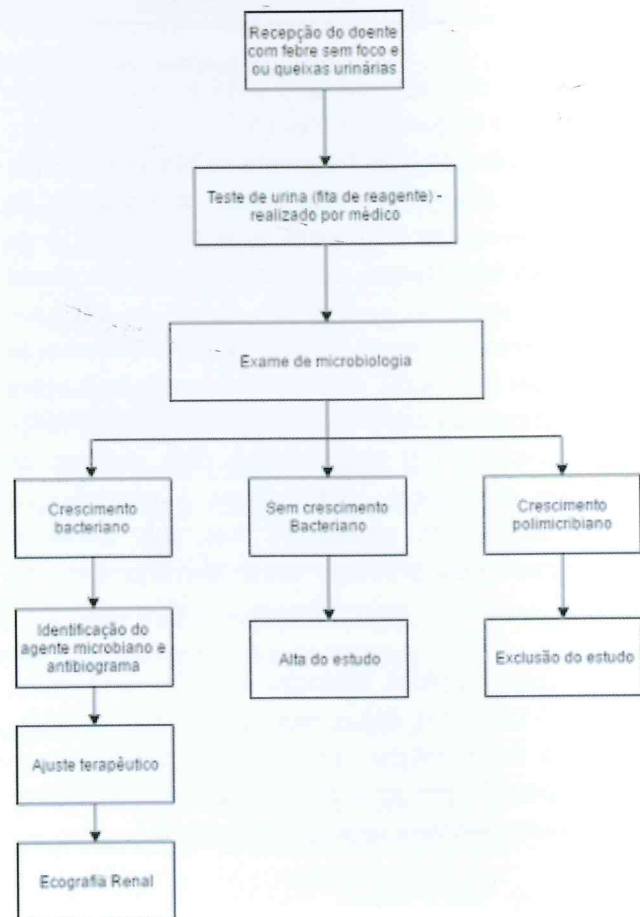 Recepção do doente
com febre sem foco e
ou queixas urinárias
Teste de urina (fita de reagente) -
realizado por médico
Exame de microbiologia
Crescimento
bacteriano
Sem crescimento
Bacteriano
Crescimento
polimicribiano
Identificação do
agente microbiano e
antibiograma
Alta do estudo
Exclusão do estudo
Ajuste terapêutico
Ecografia Renal